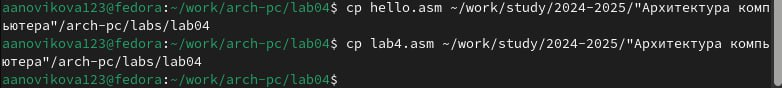 aanovikova123@fedora:~/work/arch-pc/lab04$ cp hello.asm ~/work/study/2024-2025/"Архитектура комп
ьютера"/arch-pc/labs/lab04
aanovikova123@fedora:~/work/arch-pc/lab04$ cp lab4.asm ~/work/study/2024-2025/"Архитектура компь
ютера"/arch-pc/labs/lab04
aanovikova123@fedora:~/work/arch-pc/lab04$